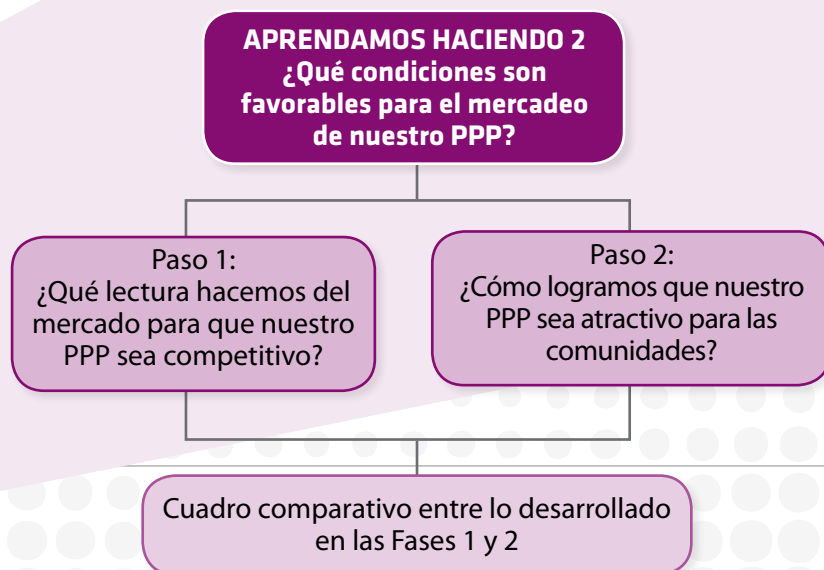 APRENDAMOS HACIENDO 2
¿Qué condiciones son
favorables para el mercadeo
de nuestro PPP?
Paso 1:
¿Qué lectura hacemos del
mercado para que nuestro
PPP sea competitivo?
Paso 2:
¿Cómo logramos que nuestro
PPP sea atractivo para las
comunidades?
Cuadro comparativo entre lo desarrollado
en las Fases 1 y 2